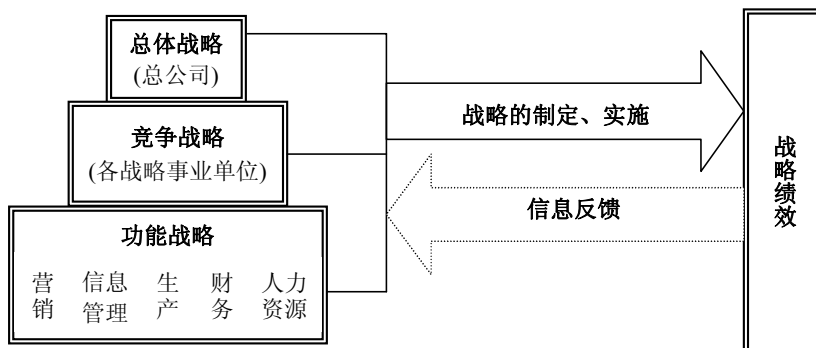 总体战略
(总公司)
竞争战略
(各战略事业单位)
功能战略
营销
信息管理
生产
财务
人力资源
战略的制定、实施
信息反馈
战略绩效